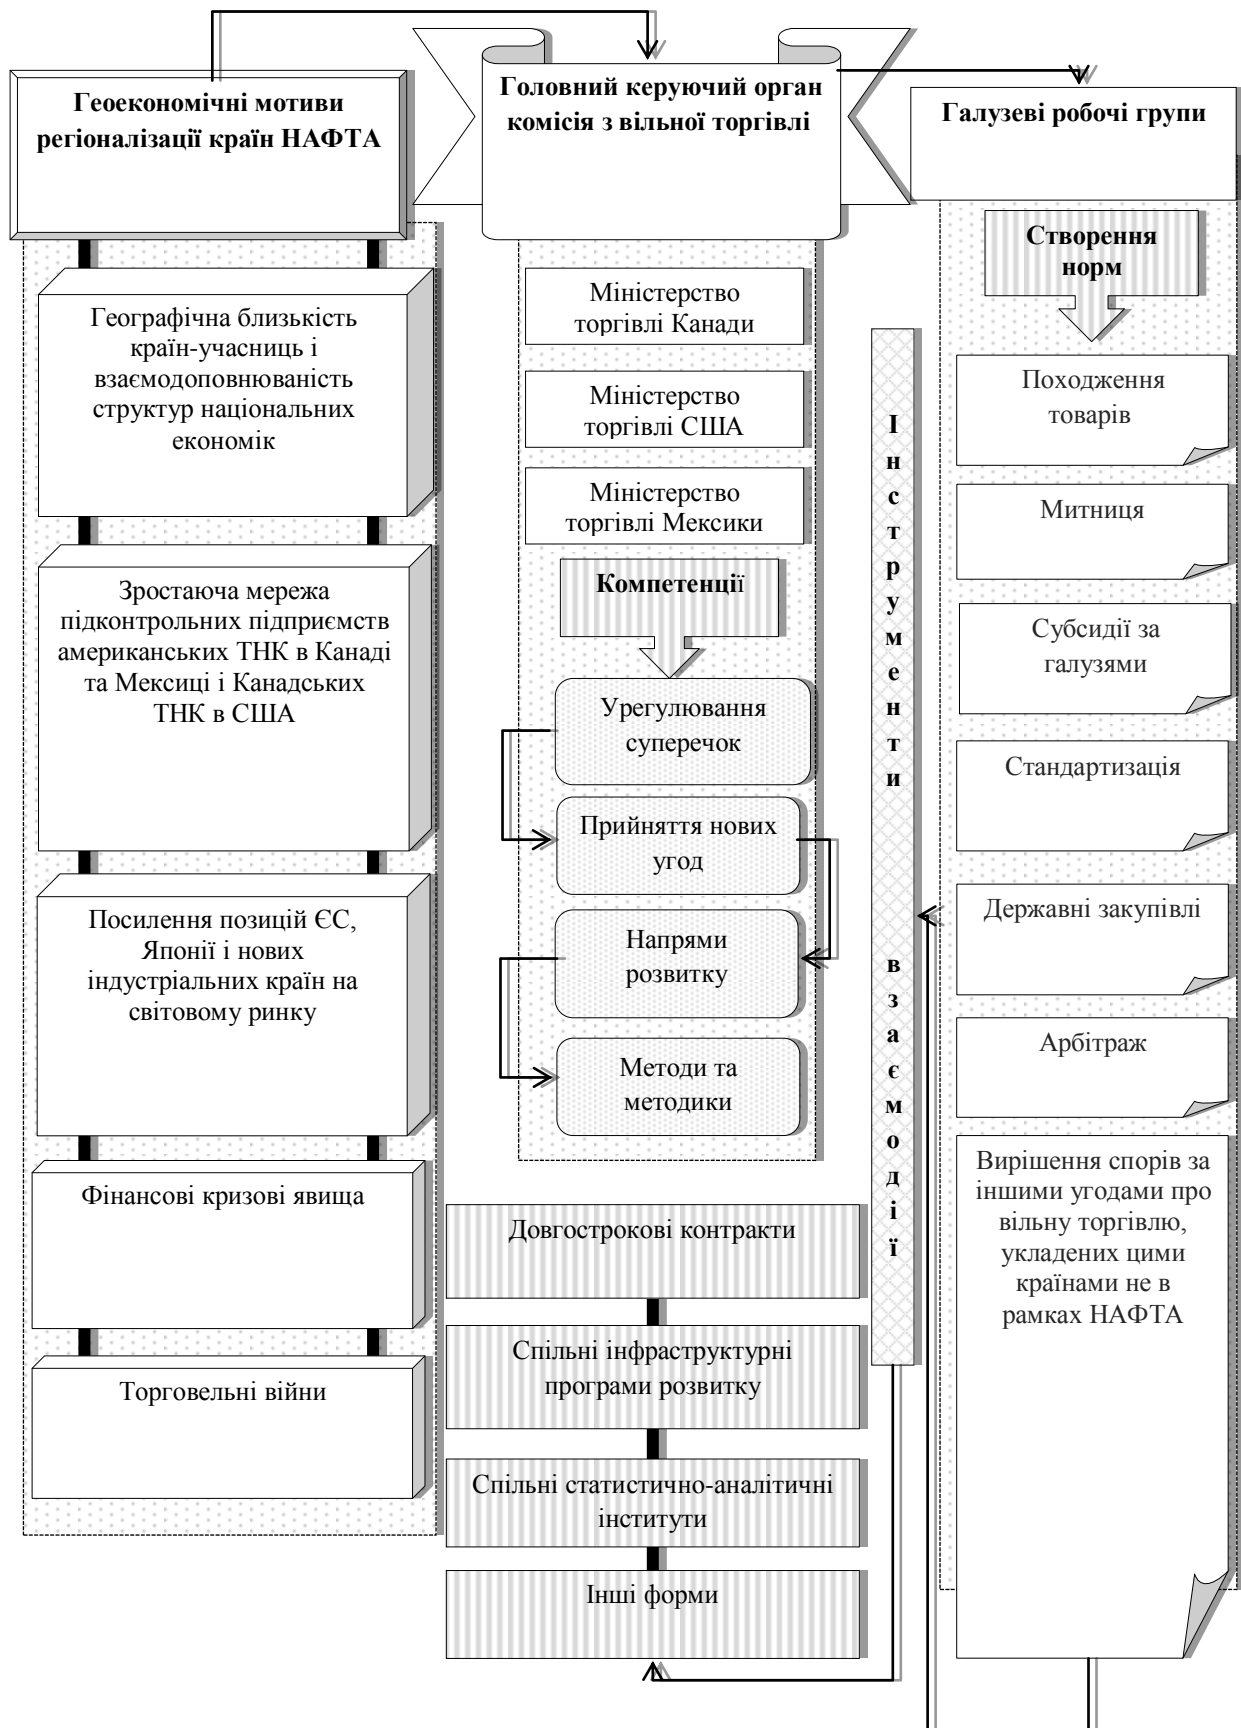 Геоекономічні мотиви
регіоналізації країн НАФТА
Географічна близькість
країн-учасниць і
взаємодоповнюваність
структур національних
економік
Зростаюча мережа
підконтрольних підприємств
американських ТНК в Канаді
та Мексиці і Канадських
ТНК в США
Посилення позицій ЄС,
Японії і нових
індустріальних країн на
світовому ринку
Фінансові кризові явища
Торговельні війни
Головний керуючий орган
комісія з вільної торгівлі
Міністерство
торгівлі Канади
Міністерство
торгівлі США
Міністерство
торгівлі Мексики
Компетенції
Урегулювання
суперечок
Прийняття нових
угод
Напрями
розвитку
Методи та
методики
Довгострокові контракти
Спільні інфраструктурні
програми розвитку
Спільні статистично-аналітичні
інститути
Інші форми
Інструменти взаємодії
Галузеві робочі групи
Створення
норм
Походження
товарів
Митниця
Субсидії за
галузями
Стандартизація
Державні закупівлі
Арбітраж
Вирішення спорів за
іншими угодами про
вільну торгівлю,
укладених цими
країнами не в
рамках НАФТА